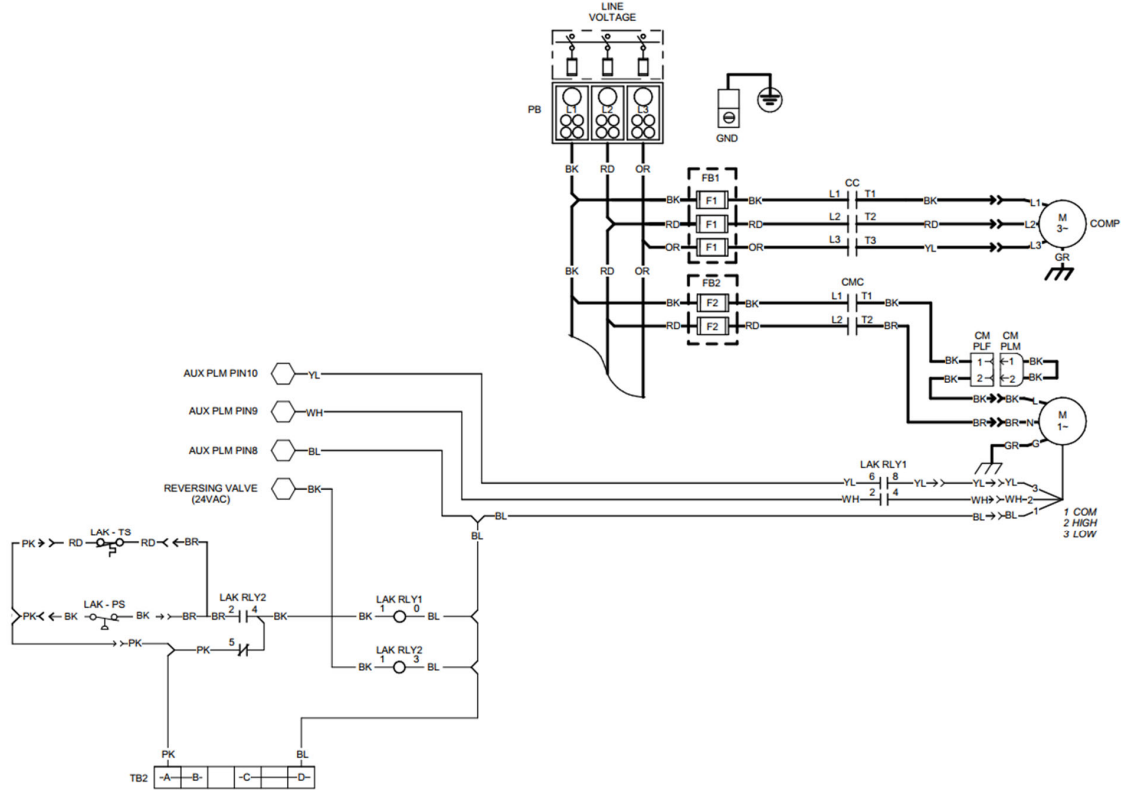 LINE
VOLTAGE
PB
L1 L2 L3
GND
BK RD OR
FB1
BK F1 BK L1 CC T1 BK L1
RD F1 RD L2 T2 RD L2
OR F1 OR L3 T3 YL L3
M
3~
COMP
GR
BK RD OR
FB2
CMC
BK F2 BK L1 T1 BK
RD F2 RD L2 T2 BR
CM
PLF
CM
PLM
BK 1 1 BK
BK 2 2 BK
BK BK L
BR BR N
M
1~
GR G
AUX PLM PIN10 YL
AUX PLM PIN9 WH
AUX PLM PIN8 BL
REVERSING VALVE
(24VAC)
BK
LAK RLY1
YL 6 8 YL YL YL 3
WH 2 4 WH WH 2
BL BL BL 1
BL
1 COM
2 HIGH
3 LOW
LAK - TS
PK RD RD BR
LAK - PS
PK BK BK BR BR
LAK RLY2
2 4 BK
PK PK 5
LAK RLY1
BK 1 0 BL
LAK RLY2
BK 1 3 BL
PK BL
TB2 A B C D